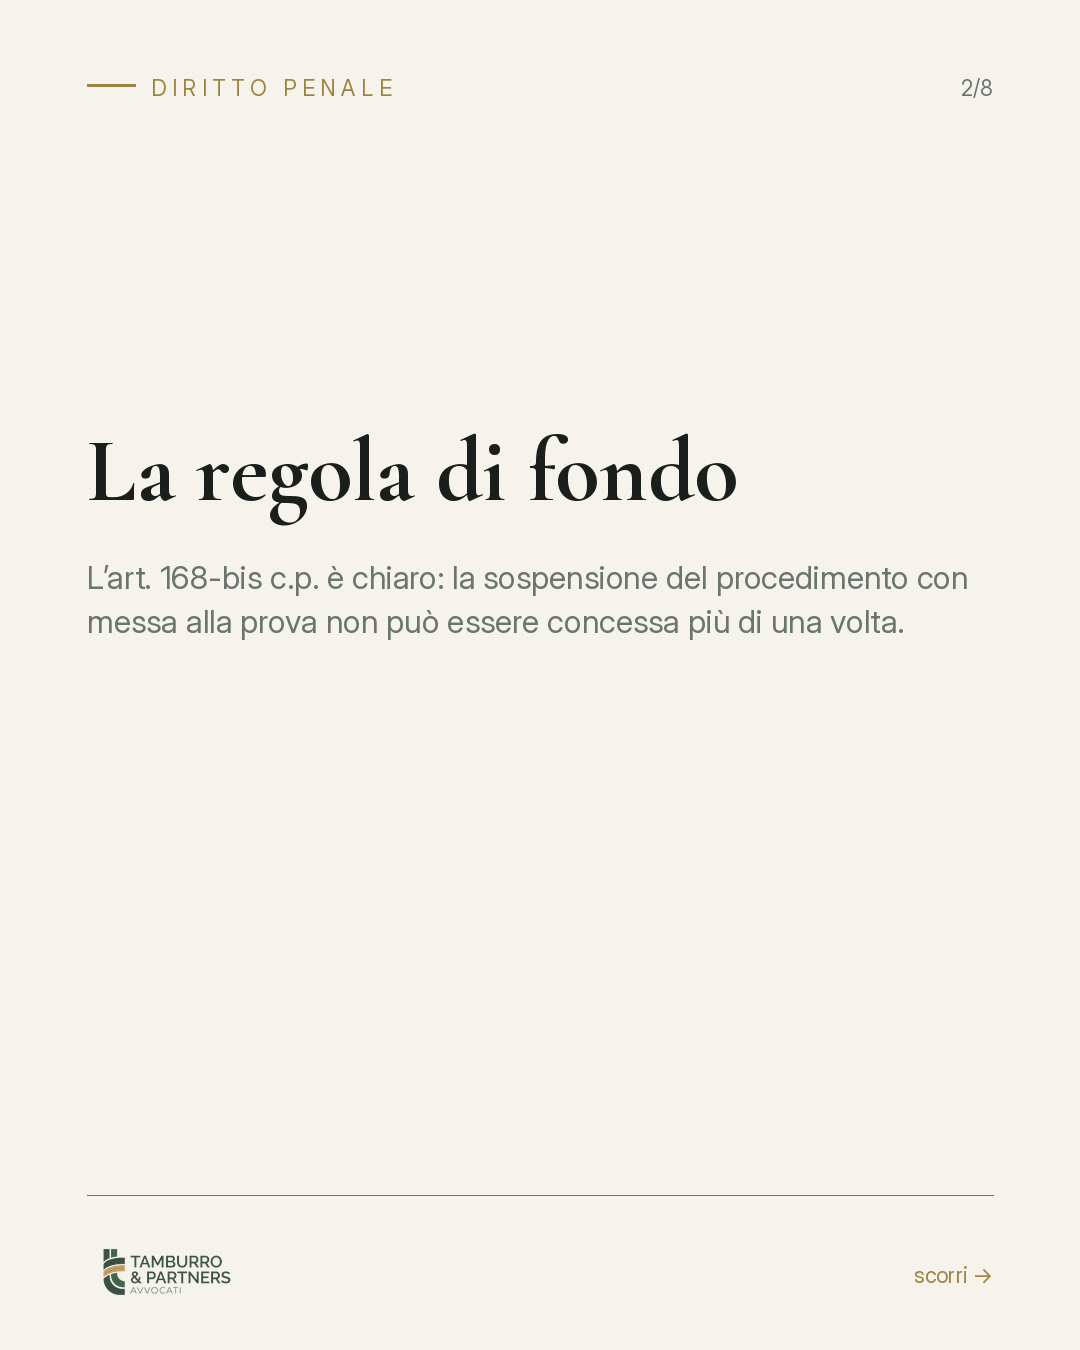 DIRITTO PENALE
2/8
La regola di fondo
L’art. 168-bis c.p. è chiaro: la sospensione del procedimento con
messa alla prova non può essere concessa più di una volta.
TAMBURRO
& PARTNERS
AVVOCATI
scorri →